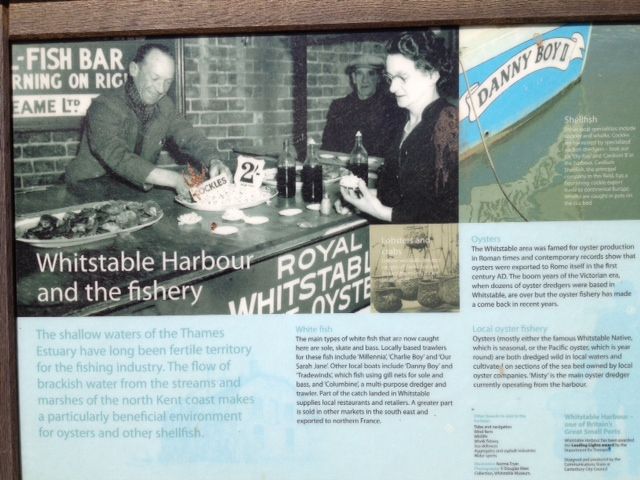 -FISH BAR
RNING ON RIG
EAME LTD
COCKLES
2/-
ROYAL
WHITSTABL
OYSTE
DANNY BOY II
Whitstable Harbour
and the fishery
The shallow waters of the Thames
Estuary have long been fertile territory
for the fishing industry. The flow of
brackish water from the streams and
marshes of the north Kent coast makes
a particularly beneficial environment
for oysters and other shellfish.
Lobsters and
crabs
White fish
The main types of white fish that are now caught
here are sole, skate and bass. Locally based trawlers
for these fish include 'Millennia', 'Charlie Boy' and 'Our
Sarah Jane'. Other local boats include 'Danny Boy' and
'Tradewinds', which fish using gill nets for sole and
bass, and 'Columbine', a multi-purpose dredger and
trawler. Part of the catch landed in Whitstable
supplies local restaurants and retailers. A greater part
is sold in other markets in the south east and
exported to northern France.
Shellfish
Oysters
The Whitstable area was famed for oyster production
in Roman times and contemporary records show that
oysters were exported to Rome itself in the first
century AD. The boom years of the Victorian era,
when dozens of oyster dredgers were based in
Whitstable, are over but the oyster fishery has made
a come back in recent years.
Local oyster fishery
Oysters (mostly either the famous Whitstable Native,
which is seasonal, or the Pacific oyster, which is year
round) are both dredged wild in local waters and
cultivated on sections of the sea bed owned by local
oyster companies. 'Misty' is the main oyster dredger
currently operating from the harbour.
Whitstable Harbour -
one of Britain's
Great Small Ports